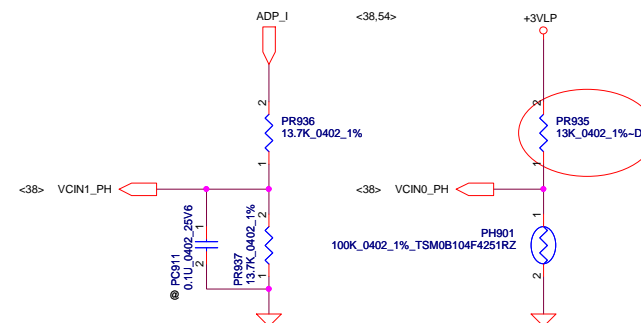 ADP_I
<38,54>
+3VLP
2
PR936
13.7K_0402_1%
1
2
PR935
13K_0402_1%~D
1
<38> VCIN1_PH
<38> VCIN0_PH
1
2
@ PC911
0.1U_0402_25V6
2
1
PR937
13.7K_0402_1%
1
PH901
100K_0402_1%_TSM0B104F4251RZ
2